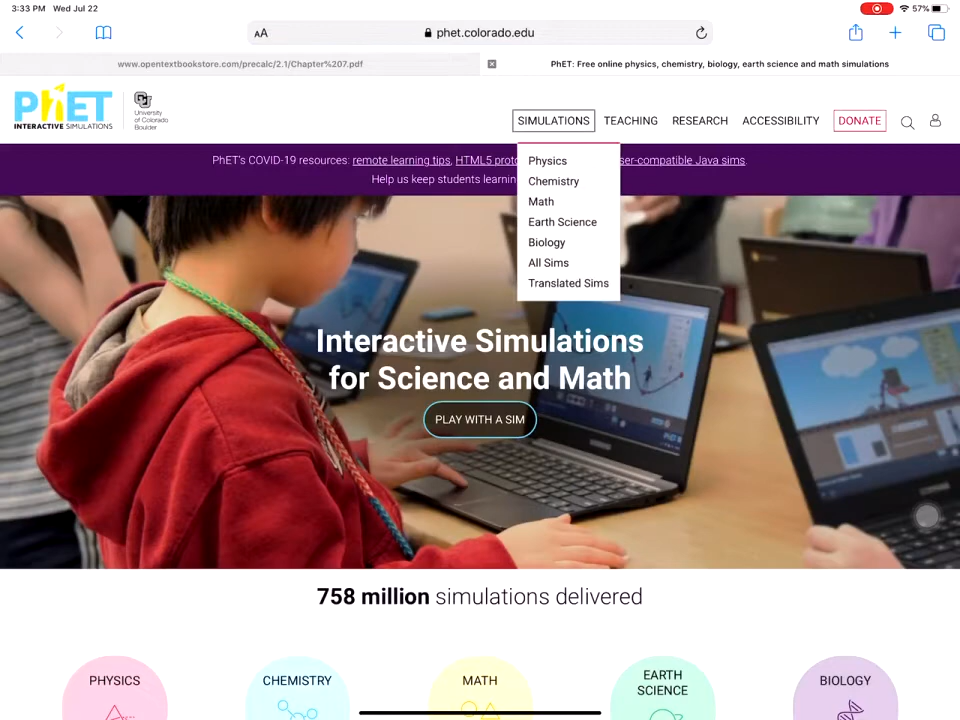 3:33 PM Wed Jul 22
57%
AA
phet.colorado.edu
www.opentextbookstore.com/precalc/2.1/Chapter%207.pdf
PhET: Free online physics, chemistry, biology, earth science and math simulations
PhET
INTERACTIVE SIMULATIONS
CU
University
of Colorado
Boulder
SIMULATIONS TEACHING RESEARCH ACCESSIBILITY DONATE
PhET's COVID-19 resources: remote learning tips, HTML5 proto ser-compatible Java sims.
Help us keep students learnin
Physics
Chemistry
Math
Earth Science
Biology
All Sims
Translated Sims
Interactive Simulations
for Science and Math
PLAY WITH A SIM
758 million simulations delivered
PHYSICS
CHEMISTRY
MATH
EARTH
SCIENCE
BIOLOGY